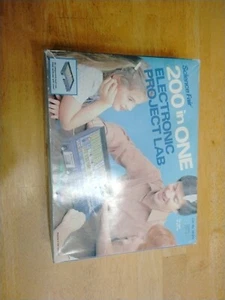 Science Fair
200 in ONE
ELECTRONIC
PROJECT LAB